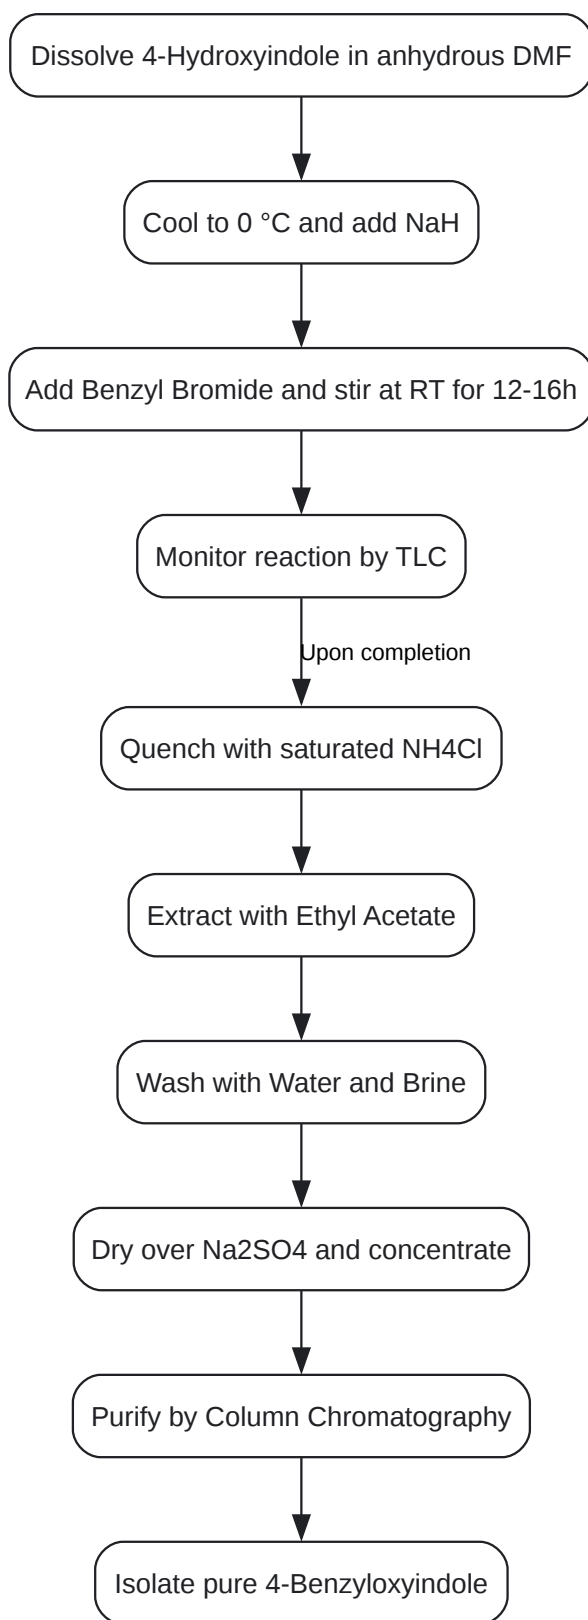 Dissolve 4-Hydroxyindole in anhydrous DMF
Cool to 0 °C and add NaH
Add Benzyl Bromide and stir at RT for 12-16h
Monitor reaction by TLC
Upon completion
Quench with saturated NH4Cl
Extract with Ethyl Acetate
Wash with Water and Brine
Dry over Na2SO4 and concentrate
Purify by Column Chromatography
Isolate pure 4-Benzyloxyindole